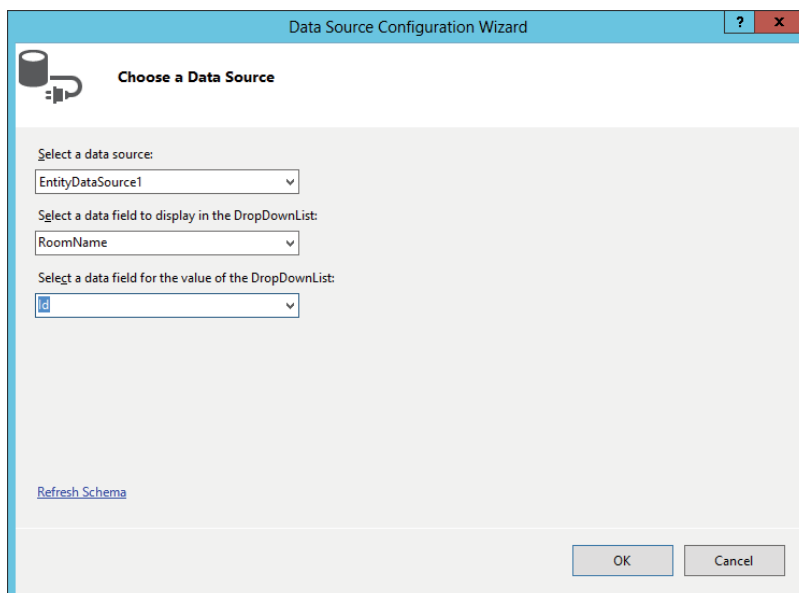 Data Source Configuration Wizard
? x
Choose a Data Source
Select a data source:
EntityDataSource1
Select a data field to display in the DropDownList:
RoomName
Select a data field for the value of the DropDownList:
Id
Refresh Schema
OK Cancel